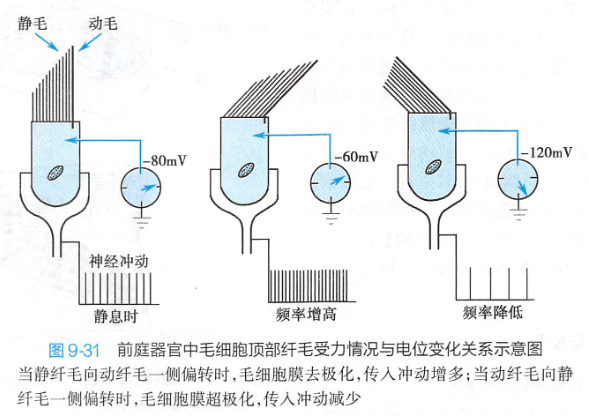 静毛 动毛
-80mV
-60mV
-120mV
神经冲动
静息时
频率增高
频率降低
图 9-31 前庭器官中毛细胞顶部纤毛受力情况与电位变化关系示意图
当静纤毛向动纤毛一侧偏转时,毛细胞膜去极化,传入冲动增多;当动纤毛向静
纤毛一侧偏转时,毛细胞膜超极化,传入冲动减少